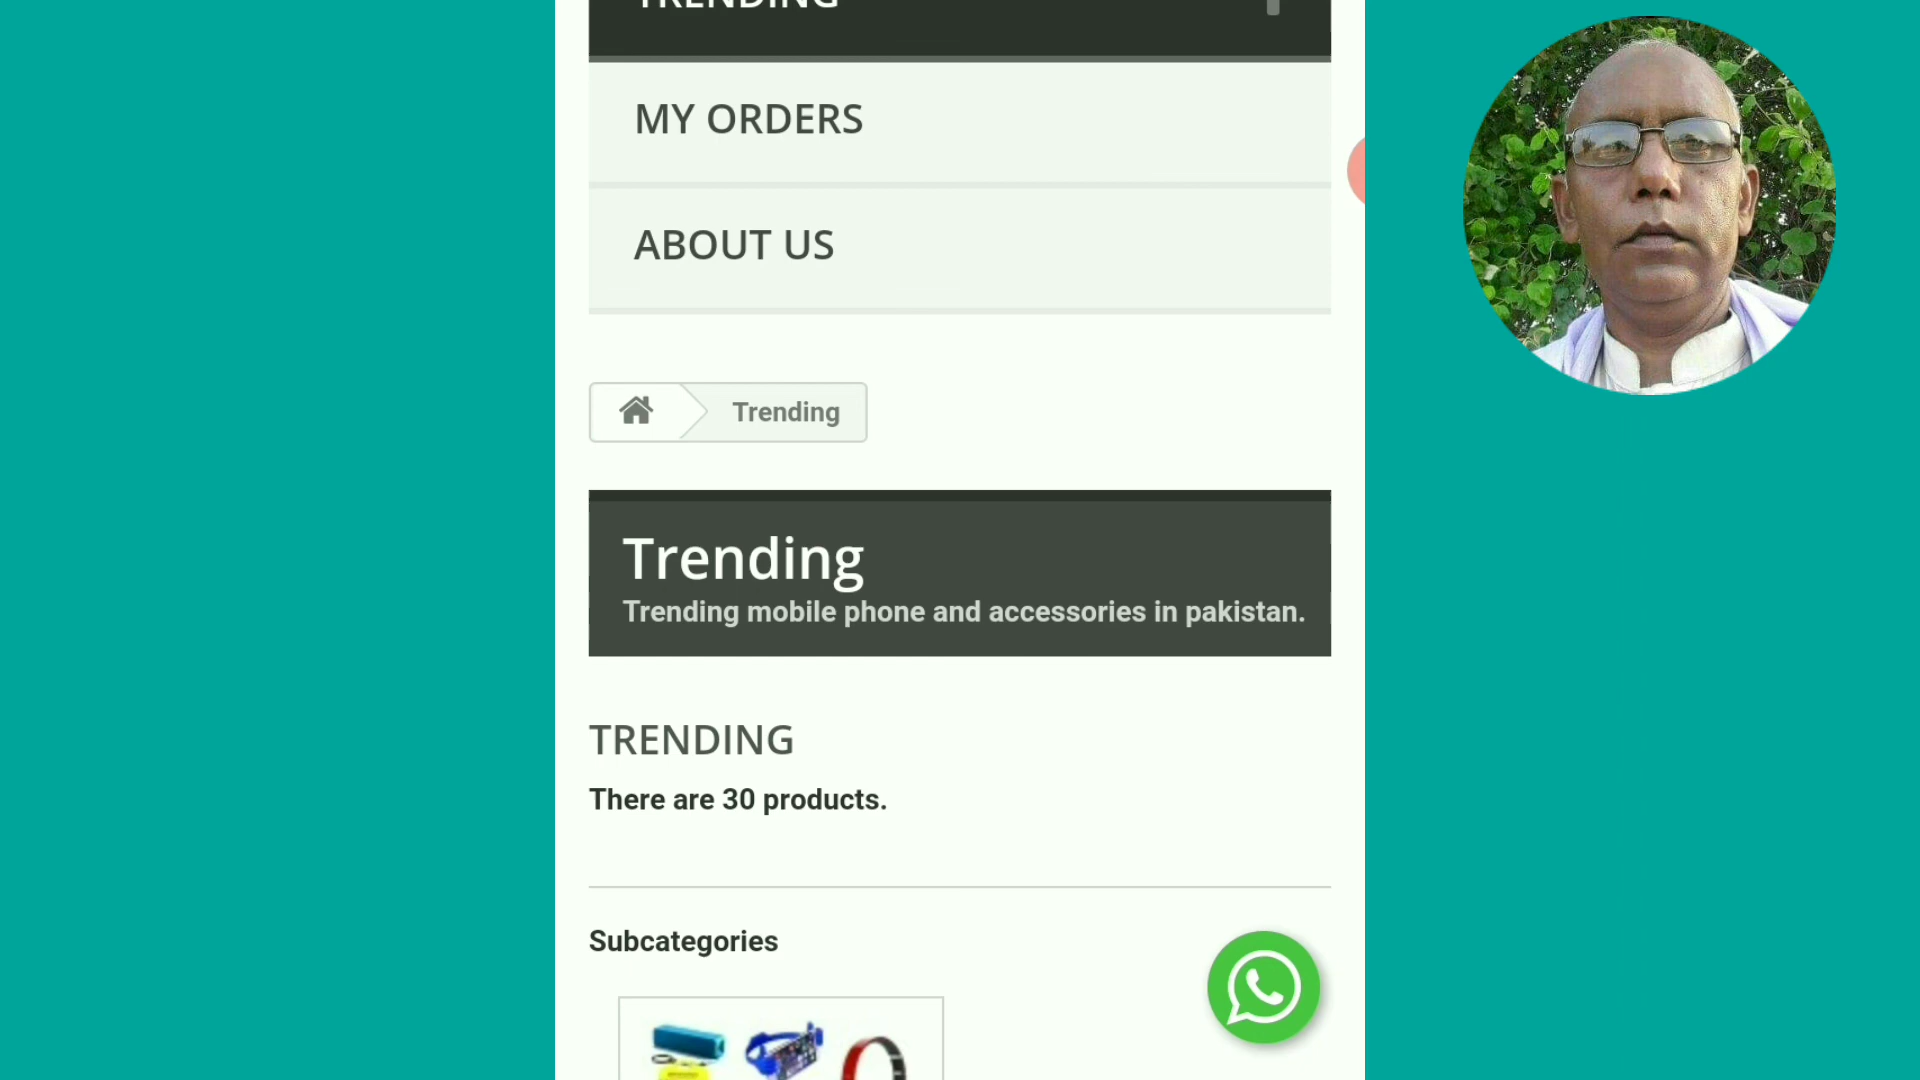 TRENDING
MY ORDERS
ABOUT US
Trending
Trending
Trending mobile phone and accessories in pakistan.
TRENDING
There are 30 products.
Subcategories